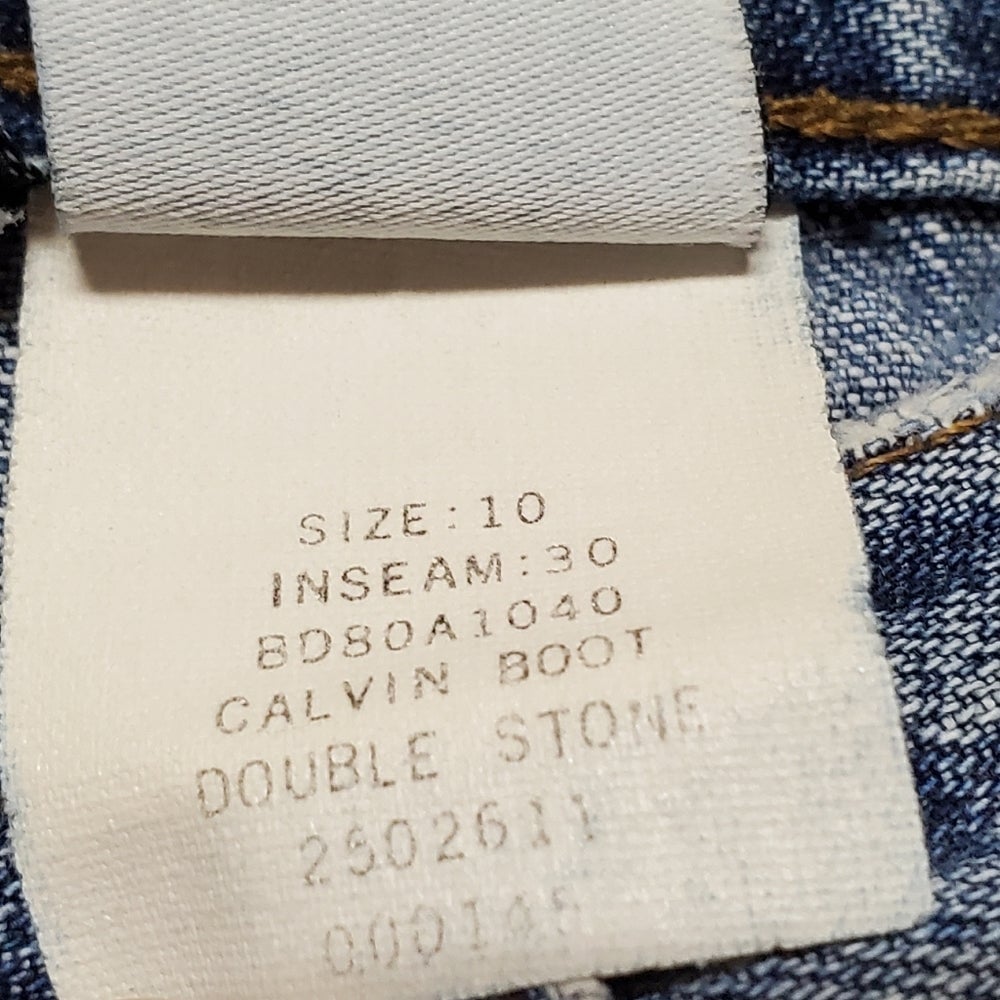 SIZE:10
INSEAM:30
BD80A1040
CALVIN BOOT
DOUBLE STONE
2502611